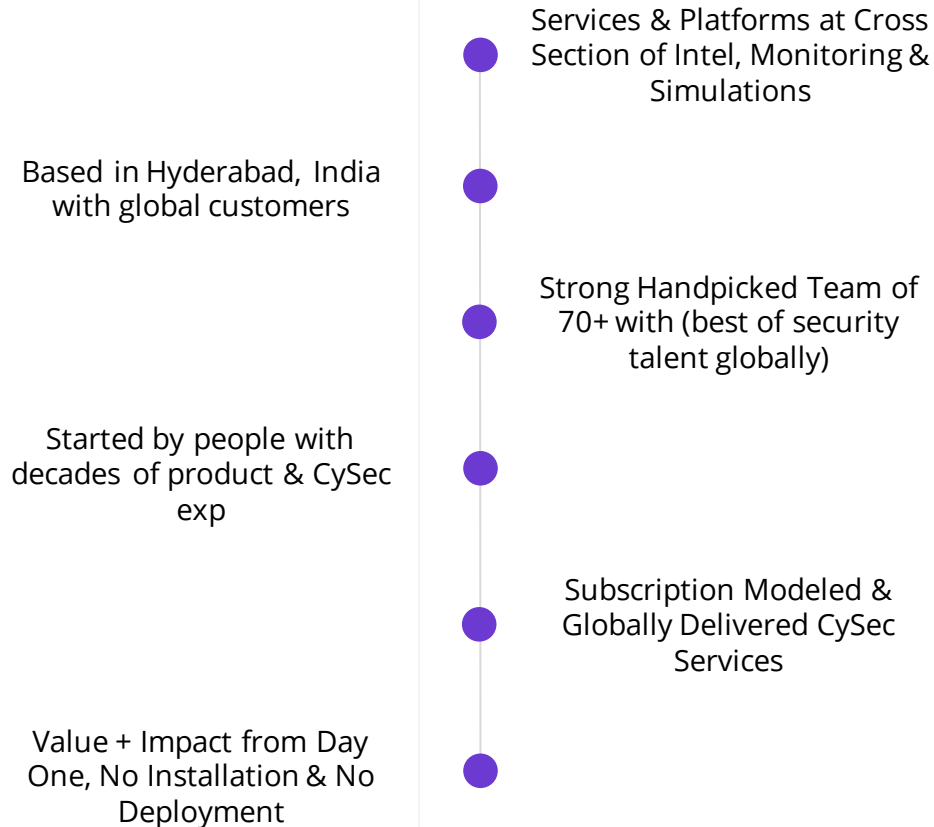 Services & Platforms at Cross
Section of Intel, Monitoring &
Simulations
Based in Hyderabad, India
with global customers
Strong Handpicked Team of
70+ with (best of security
talent globally)
Started by people with
decades of product & CySec
exp
Subscription Modeled &
Globally Delivered CySec
Services
Value + Impact from Day
One, No Installation & No
Deployment